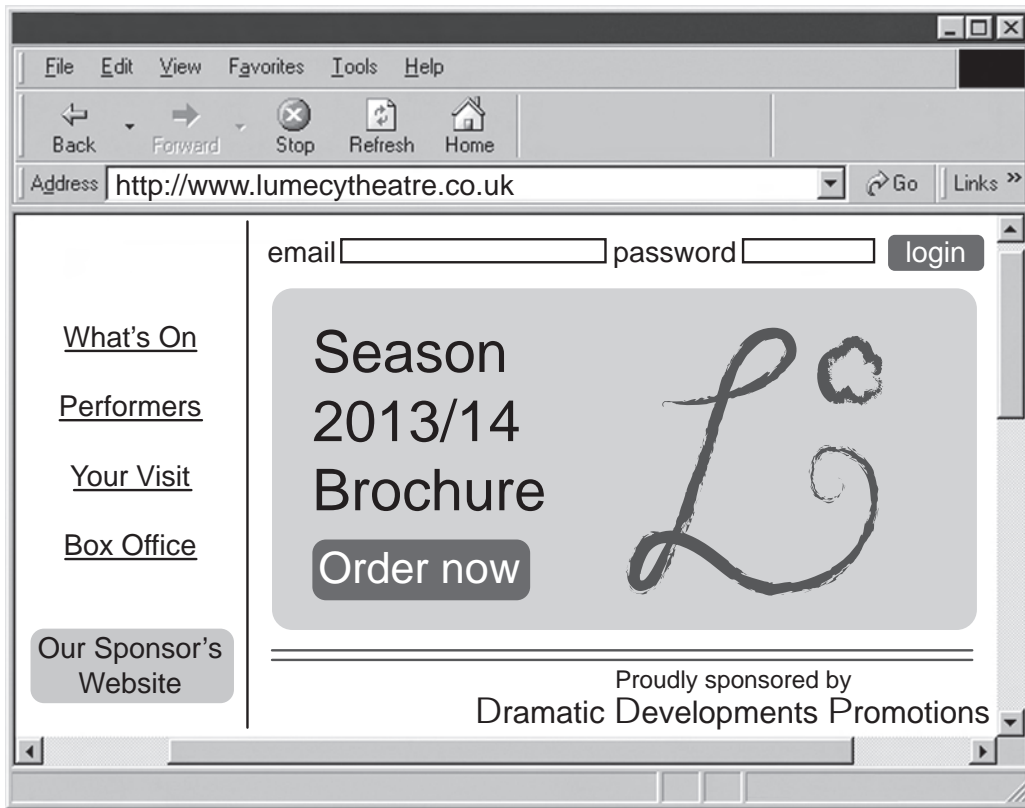 File Edit View Favorites Tools Help
Back Forward Stop Refresh Home
Address http://www.lumecytheatre.co.uk Go Links »
email password login
What's On
Performers
Your Visit
Box Office
Our Sponsor's
Website
Season
2013/14
Brochure
Order now
Li
Proudly sponsored by
Dramatic Developments Promotions